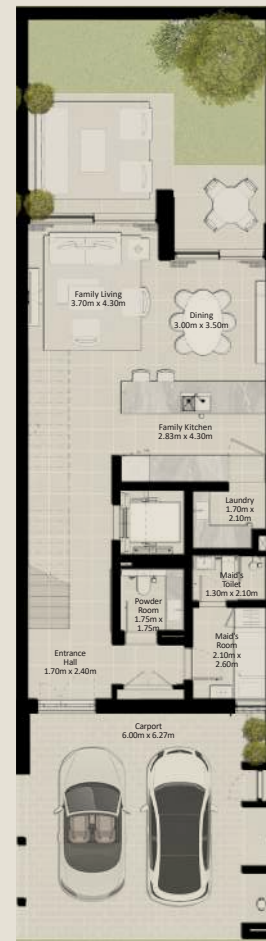 Family Living
3.70m x 4.30m
Dining
3.00m x 3.50m
Family Kitchen
2.83m x 4.30m
Laundry
1.70m x
2.10m
Maid's
Toilet
1.30m x 2.10m
Powder
Room
1.75m x
1.75m
Maid's
Room
2.10m x
2.60m
Entrance
Hall
1.70m x 2.40m
Carport
6.00m x 6.27m